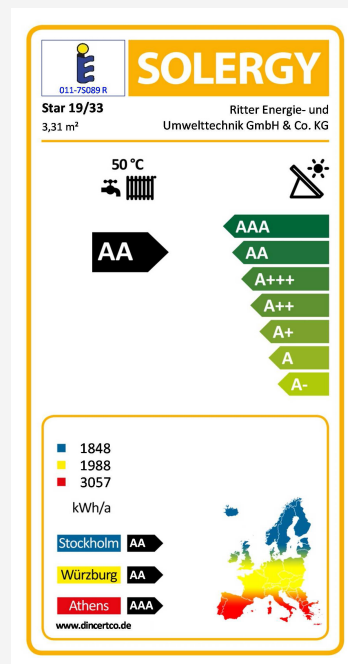 SOLERGY
011-7S089 R
Star 19/33
Ritter Energie- und
3,31 m²
Umwelttechnik GmbH & Co. KG
50 °C
AA
AAA
AA
A+++
A++
A+
A
A-
1848
1988
3057
kWh/a
Stockholm AA
Würzburg AA
Athens AAA
www.dincertco.de